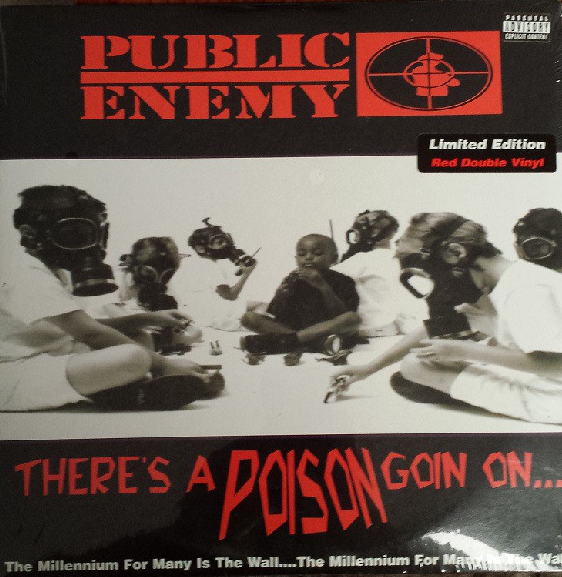 PUBLIC
ENEMY
PARENTAL
ADVISORY
EXPLICIT CONTENT
Limited Edition
Red Double Vinyl
THERE'S A POISON GOIN ON...
The Millennium For Many Is The Wall....The Millennium For Many The Wa